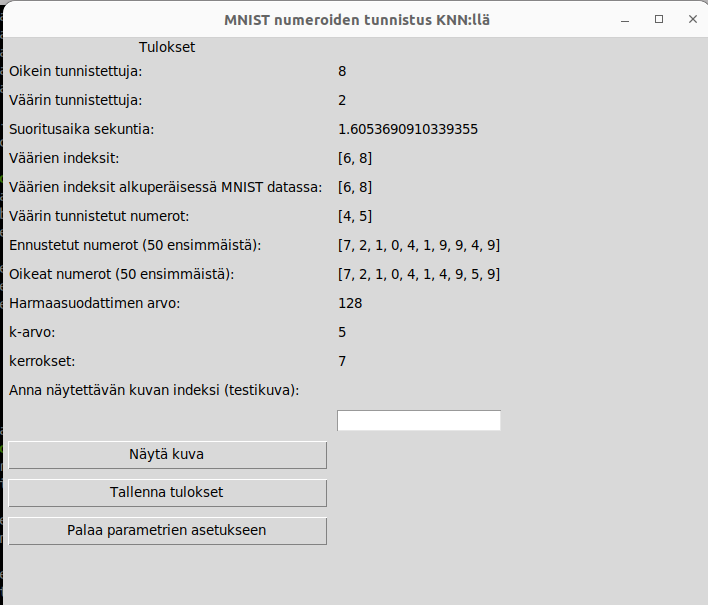 MNIST numeroiden tunnistus KNN:llä
Tulokset
Oikein tunnistettuja: 8
Väärin tunnistettuja: 2
Suoritusaika sekuntia: 1.6053690910339355
Väärien indeksit: [6, 8]
Väärien indeksit alkuperäisessä MNIST datassa: [6, 8]
Väärin tunnistetut numerot: [4, 5]
Ennustetut numerot (50 ensimmäistä): [7, 2, 1, 0, 4, 1, 9, 9, 4, 9]
Oikeat numerot (50 ensimmäistä): [7, 2, 1, 0, 4, 1, 4, 9, 5, 9]
Harmaasuodattimen arvo: 128
k-arvo: 5
kerrokset: 7
Anna näytettävän kuvan indeksi (testikuva):
Näytä kuva
Tallenna tulokset
Palaa parametrien asetukseen